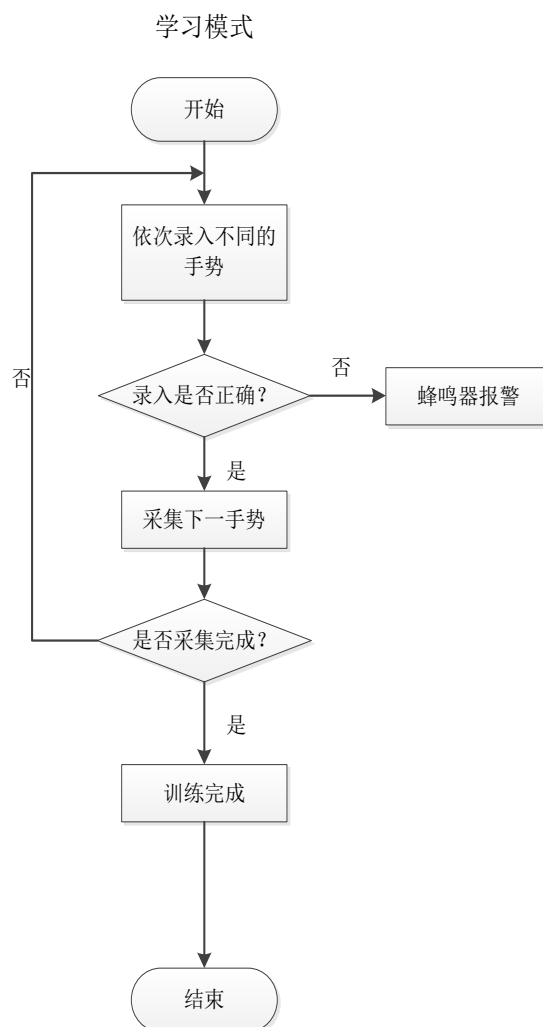 学习模式
开始
依次录入不同的
手势
录入是否正确？
否
蜂鸣器报警
否
是
采集下一手势
是否采集完成？
是
训练完成
结束